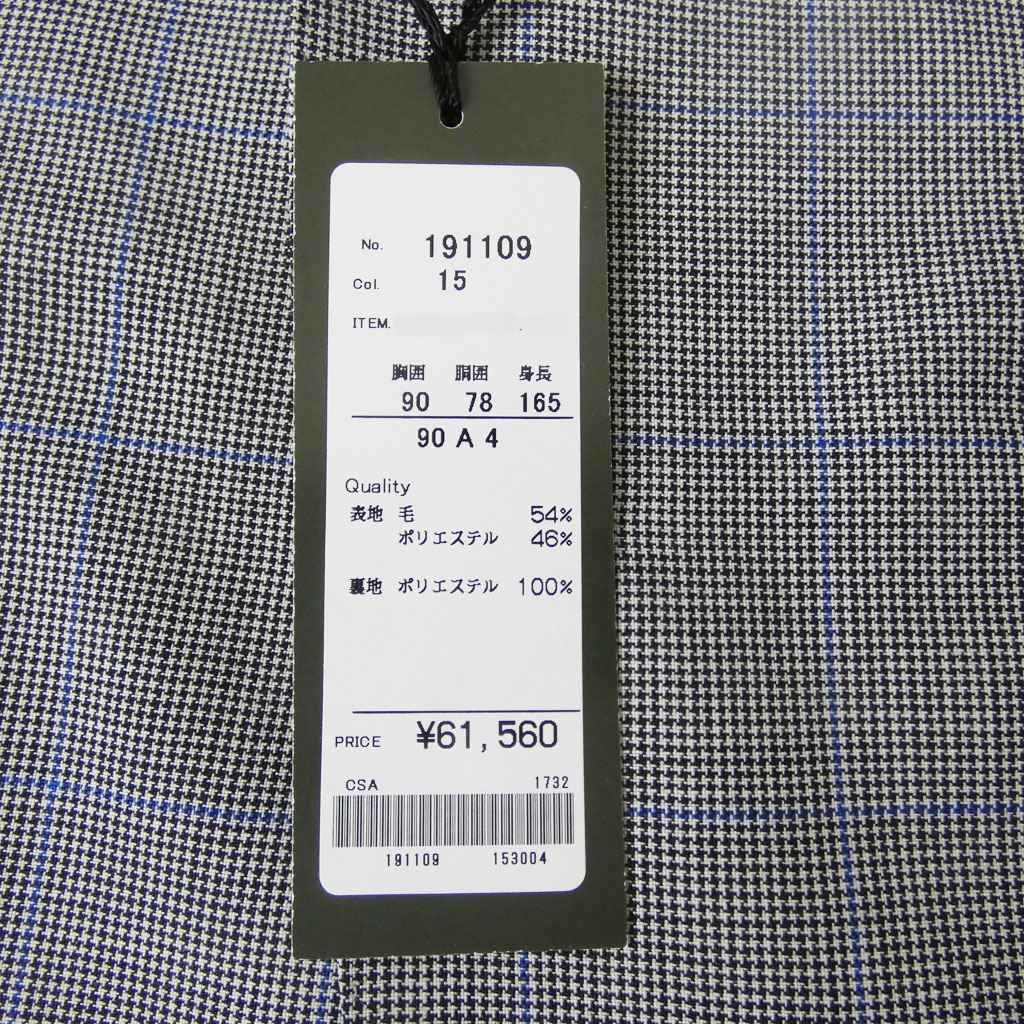 No. 191109
Col. 15
ITEM.
胸囲 胴囲 身長
90 78 165
90 A 4
Quality
表地 毛 54%
ポリエステル 46%
裏地 ポリエステル 100%
PRICE ¥61,560
CSA 1732
191109 153004